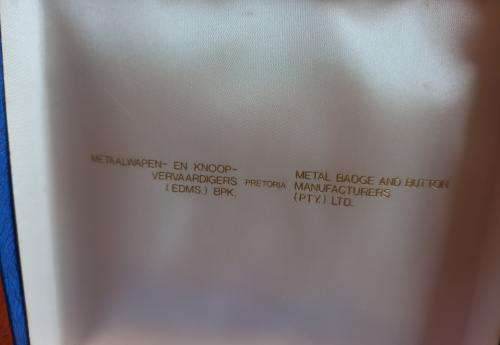 METAALWAPEN- EN KNOOP-
VERVAARDIGERS
(EDMS.) BPK.
PRETORIA
METAL BADGE AND BUTTON
MANUFACTURERS
(PTY.) LTD.